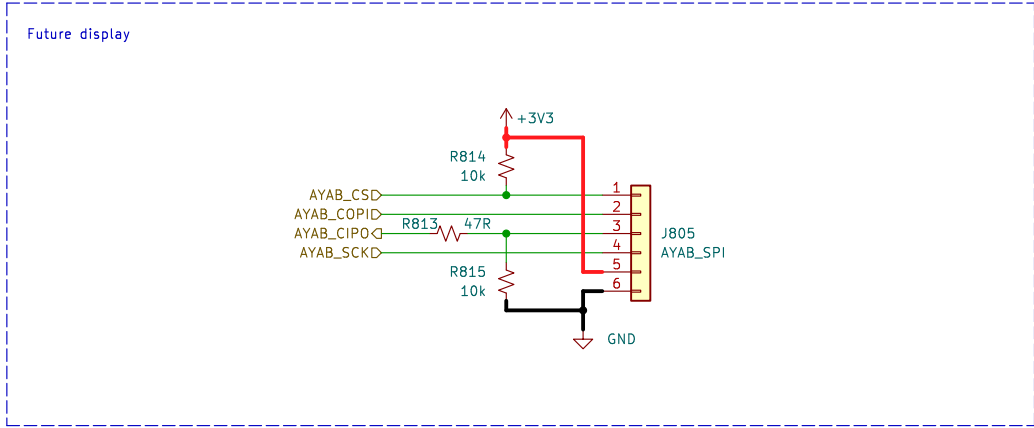 Future display
+3V3
R814
10k
AYAB_CS
1
AYAB_COPI
2
AYAB_CIPO
R813
47R
3
J805
AYAB_SCK
4
AYAB_SPI
R815
5
10k
6
GND